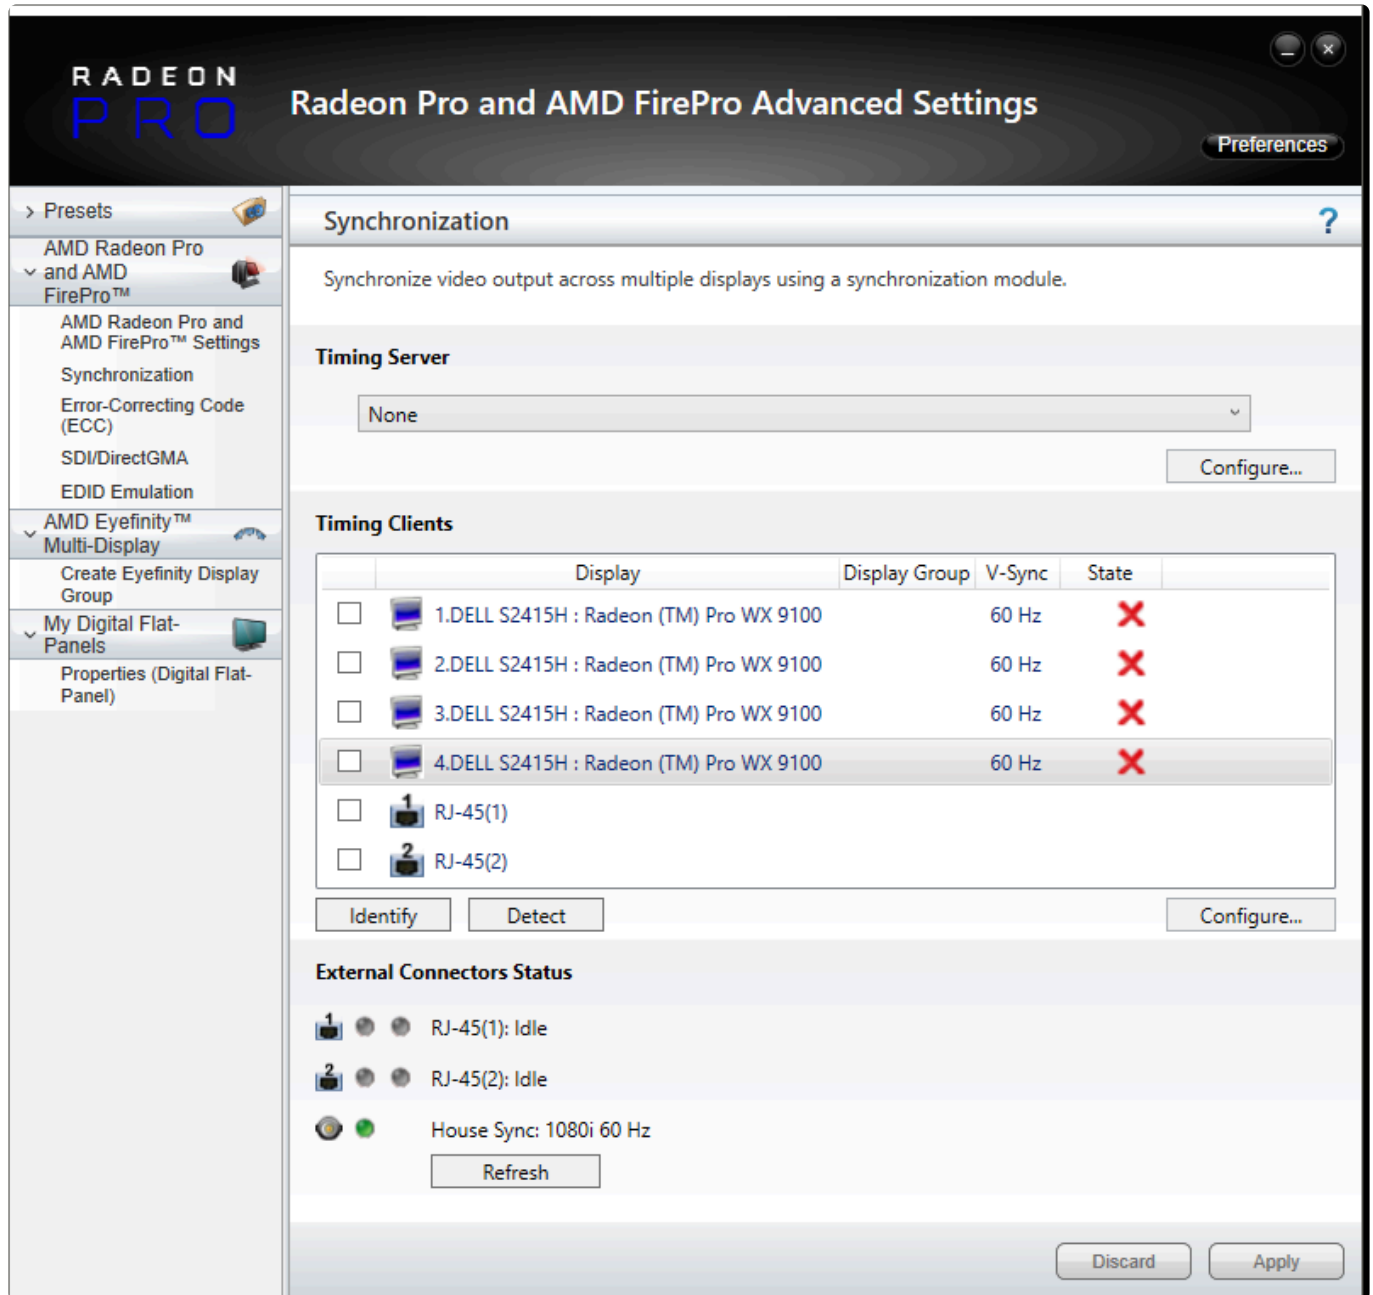 RADEON
PRO
Radeon Pro and AMD FirePro Advanced Settings
Preferences
Presets
AMD Radeon Pro
and AMD
FirePro™
AMD Radeon Pro and
AMD FirePro™ Settings
Synchronization
Error-Correcting Code
(ECC)
SDI/DirectGMA
EDID Emulation
AMD Eyefinity™
Multi-Display
Create Eyefinity Display
Group
My Digital Flat-
Panels
Properties (Digital Flat-
Panel)
Synchronization ?
Synchronize video output across multiple displays using a synchronization module.
Timing Server
None
Configure...
Timing Clients
Display Display Group V-Sync State
1.DELL S2415H : Radeon (TM) Pro WX 9100 60 Hz
2.DELL S2415H : Radeon (TM) Pro WX 9100 60 Hz
3.DELL S2415H : Radeon (TM) Pro WX 9100 60 Hz
4.DELL S2415H : Radeon (TM) Pro WX 9100 60 Hz
1 RJ-45(1)
2 RJ-45(2)
Identify Detect Configure...
External Connectors Status
1 RJ-45(1): Idle
2 RJ-45(2): Idle
House Sync: 1080i 60 Hz
Refresh
Discard Apply